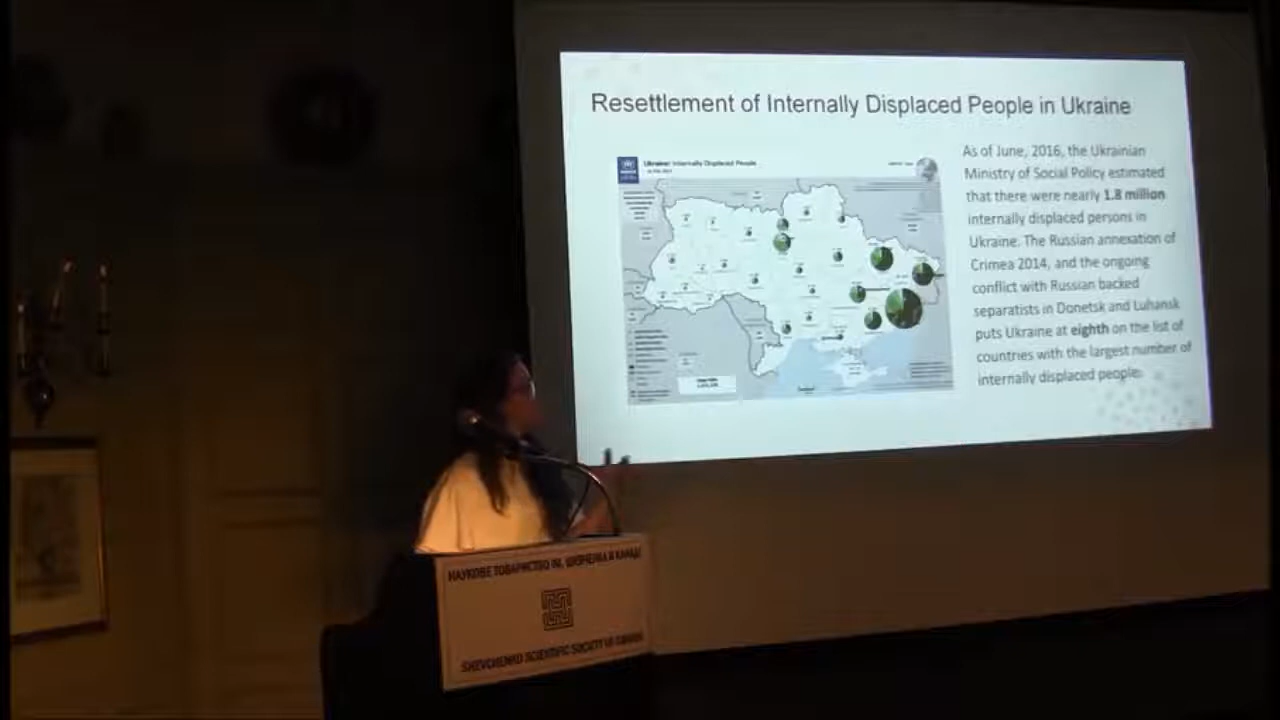 Resettlement of Internally Displaced People in Ukraine
Ukraine: Internally Displaced People
As of June, 2016, the Ukrainian
Ministry of Social Policy estimated
that there were nearly 1.8 million
internally displaced persons in
Ukraine. The Russian annexation of
Crimea 2014, and the ongoing
conflict with Russian backed
separatists in Donetsk and Luhansk
puts Ukraine at eighth on the list of
countries with the largest number of
internally displaced people.
НАУКОВЕ ТОВАРИСТВО ІМ. ШЕВЧЕНКА В КАНАДІ
SHEVCHENKO SCIENTIFIC SOCIETY OF CANADA